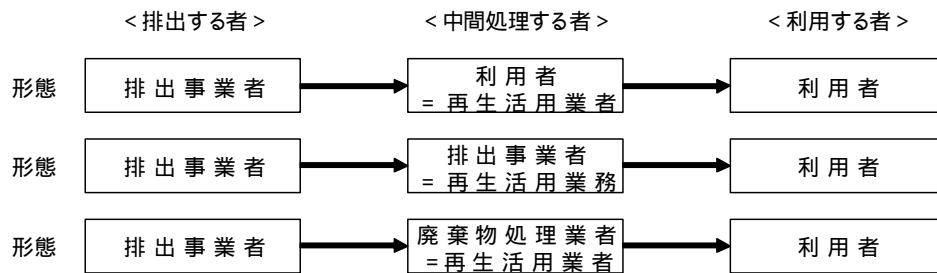 <排出する者> <中間処理する者> <利用する者>
形態 排出事業者 利用者 利用者
=再生活用業者
形態 排出事業者 排出事業者 利用者
=再生活用業務
形態 排出事業者 廃棄物処理業者 利用者
=再生活用業者